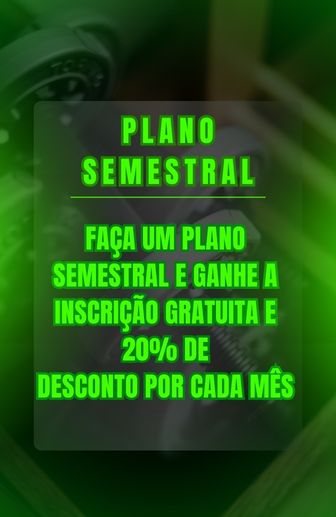 PLANO
SEMESTRAL
FAÇA UM PLANO
SEMESTRAL E GANHE A
INSCRIÇÃO GRATUITA E
20% DE
DESCONTO POR CADA MÊS